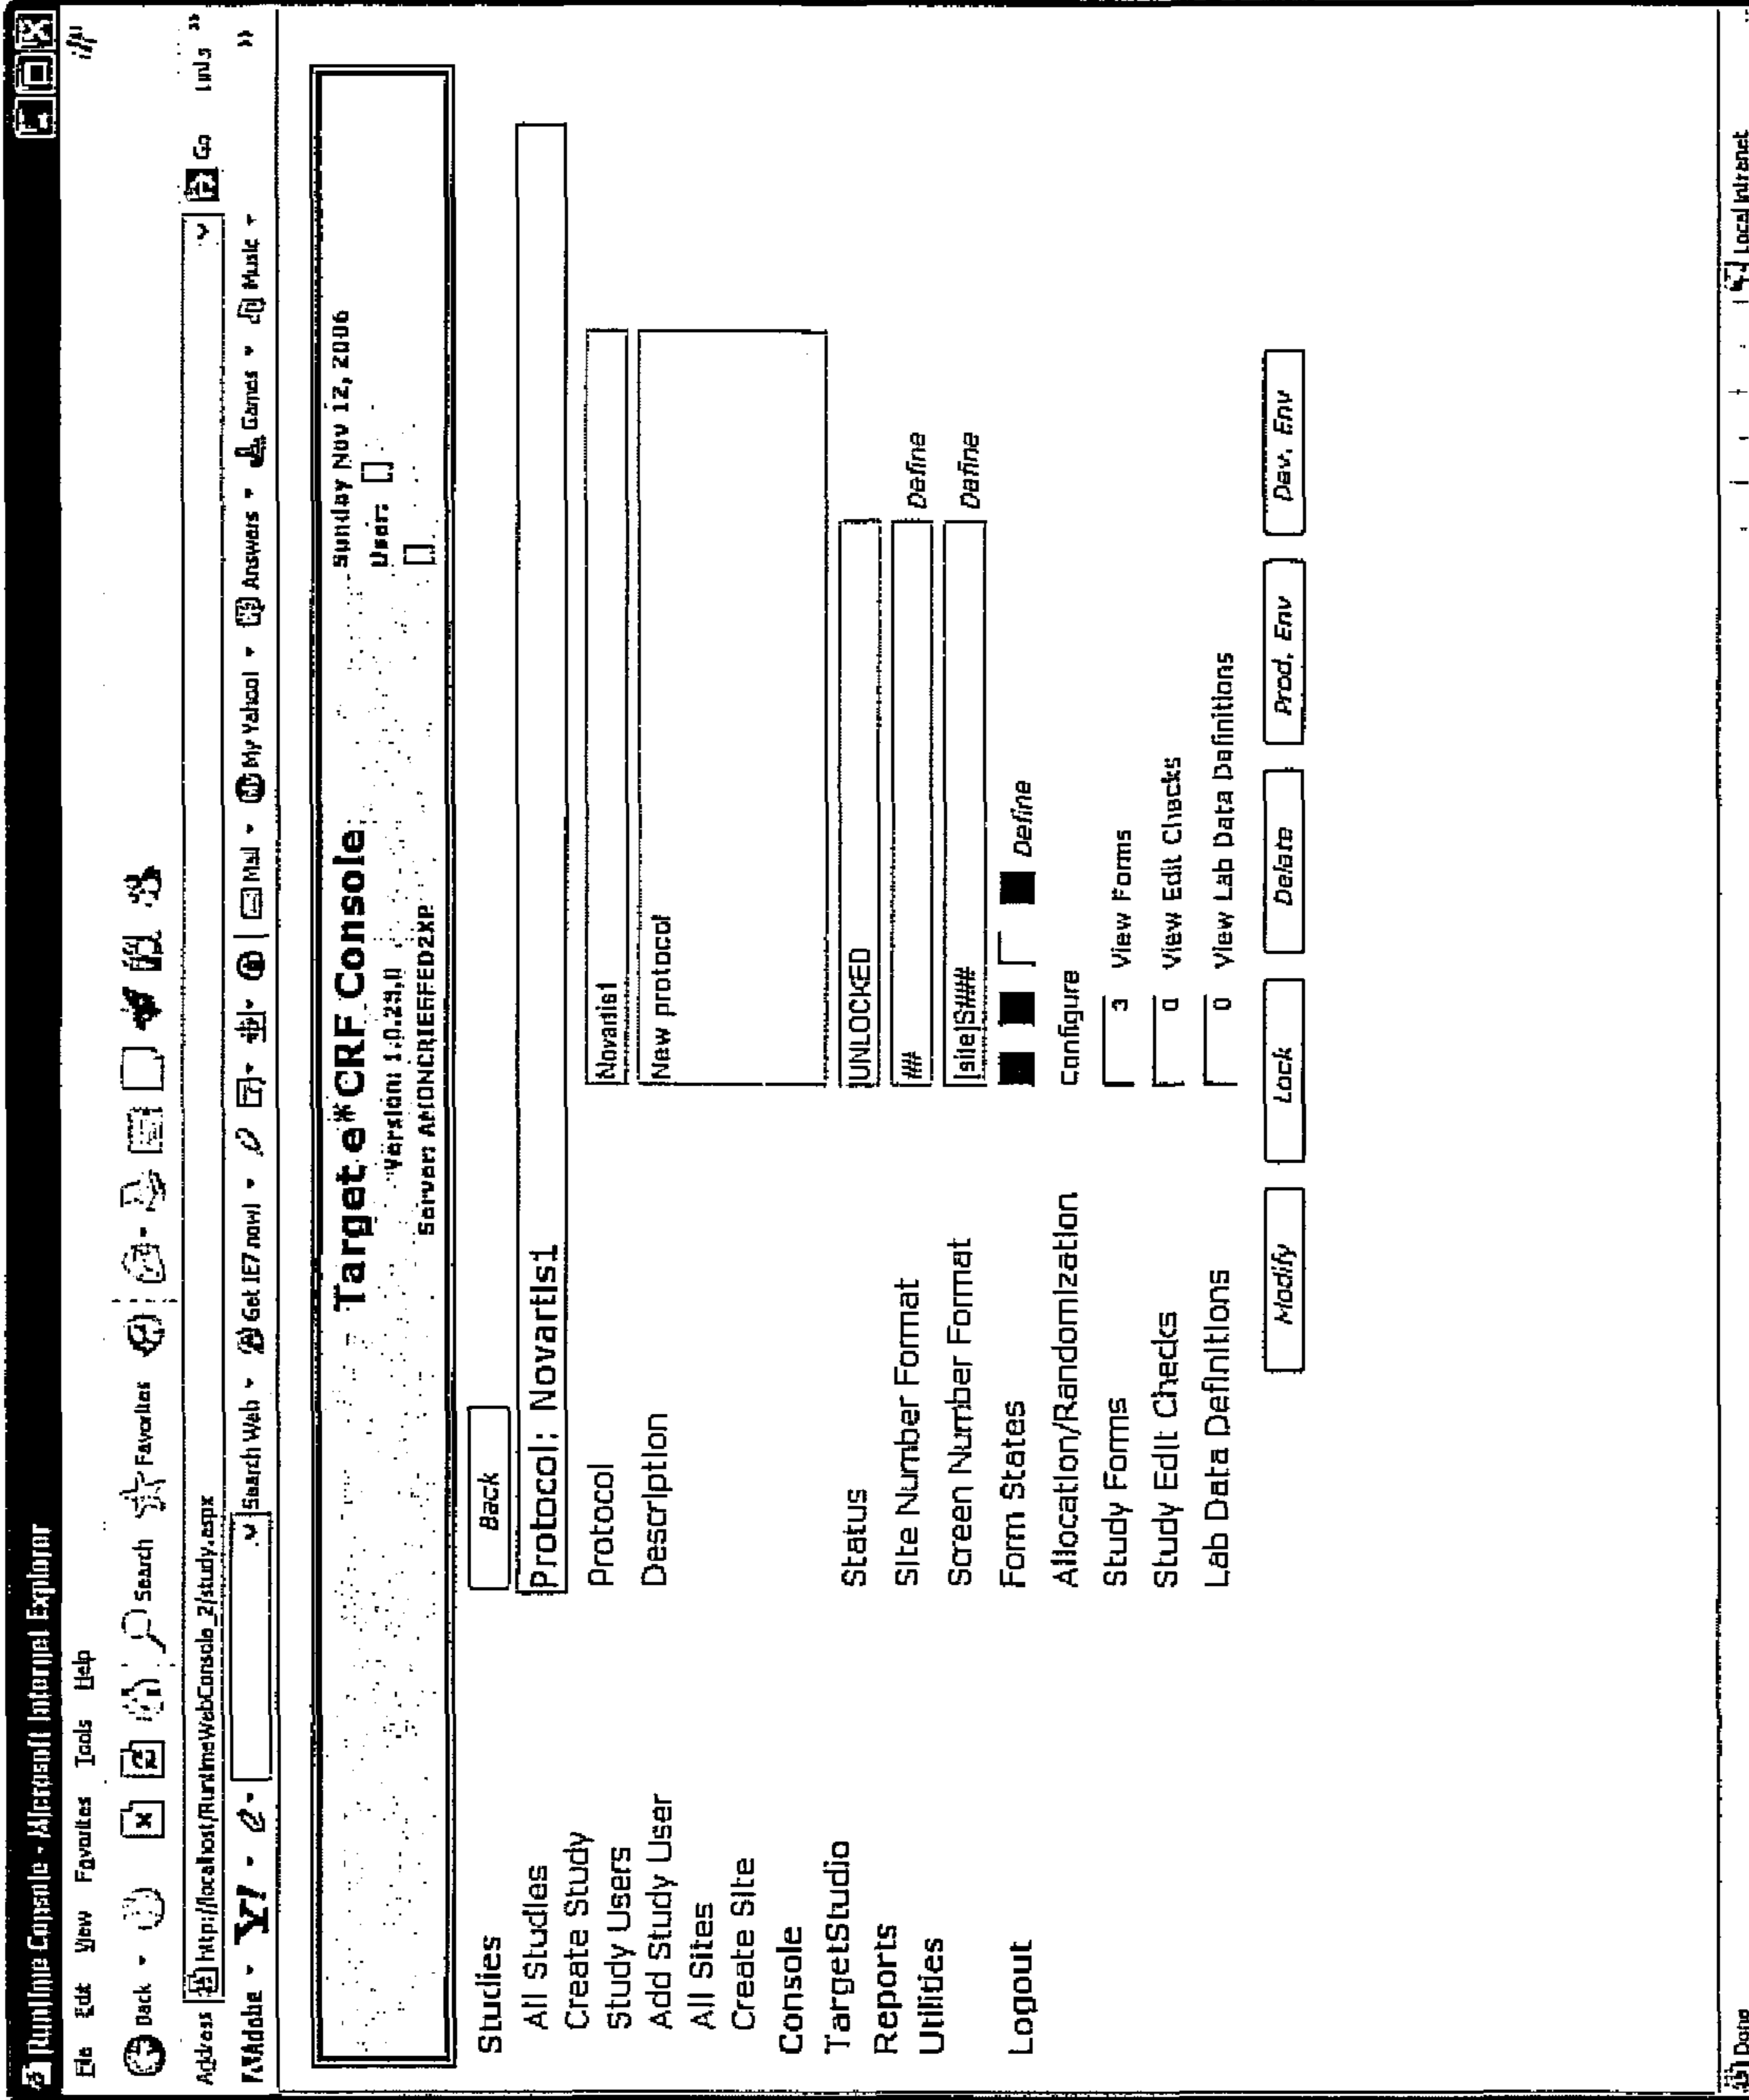 Runtime Console - Microsoft Internet Explorer
File Edit View Favorites Tools Help
Back Search Favorites
Address http://localhost/RuntimeWebConsole_2/study.aspx Go Links »
Adobe Y! Search Web Get IE7 now! Mail My Yahoo! Answers Games Music »
Target e*CRF Console
Sunday Nov 12, 2006
Version: 1.0.29.0
User: []
Server: AMONCRIEFFED2XP
[]
Studies
All Studies
Create Study
Study Users
Add Study User
All Sites
Create Site
Console
TargetStudio
Reports
Utilities
Logout
Back
Protocol: Novartis1
Protocol Novartis1
Description New protocol
Status UNLOCKED
Site Number Format ## Define
Screen Number Format [site]S### Define
Form States Define
Allocation/Randomization Configure
Study Forms 3 View Forms
Study Edit Checks 0 View Edit Checks
Lab Data Definitions 0 View Lab Data Definitions
Modify Lock Delete Prod. Env Dev. Env
Done Local intranet